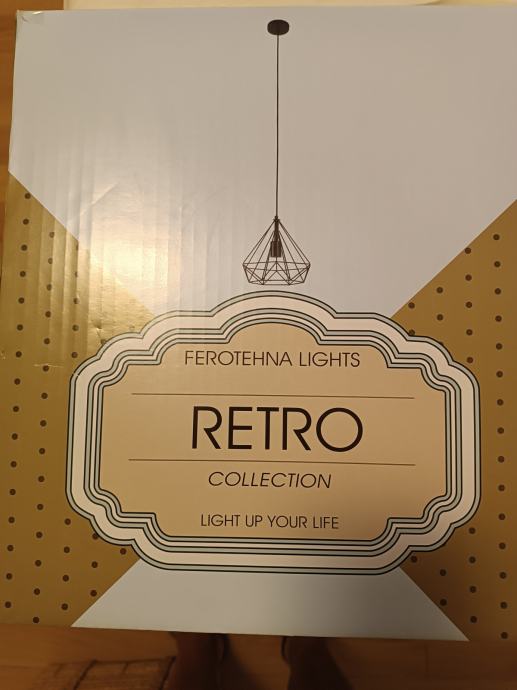 FEROTEHNA LIGHTS
RETRO
COLLECTION
LIGHT UP YOUR LIFE